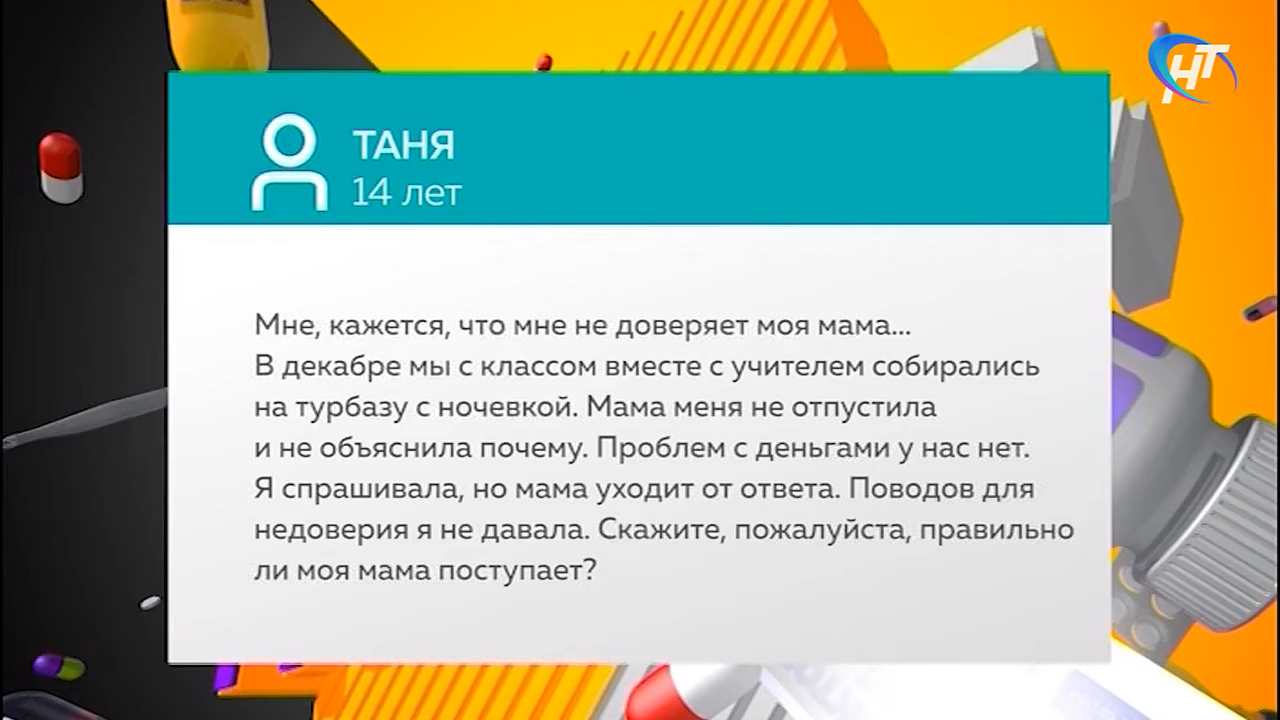 НТ
ТАНЯ
14 лет
Мне, кажется, что мне не доверяет моя мама...
В декабре мы с классом вместе с учителем собирались
на турбазу с ночевкой. Мама меня не отпустила
и не объяснила почему. Проблем с деньгами у нас нет.
Я спрашивала, но мама уходит от ответа. Поводов для
недоверия я не давала. Скажите, пожалуйста, правильно
ли моя мама поступает?